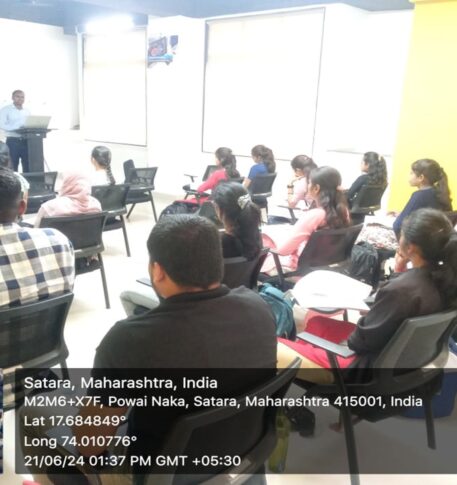 Satara, Maharashtra, India
M2M6+X7F, Powai Naka, Satara, Maharashtra 415001, India
Lat 17.684849°
Long 74.010776°
21/06/24 01:37 PM GMT +05:30